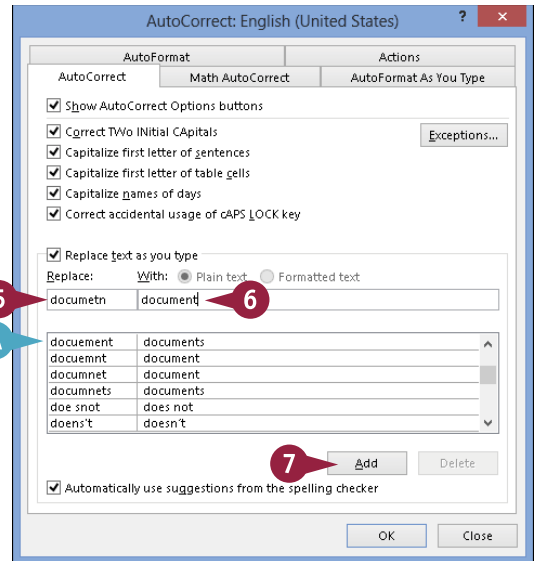 AutoCorrect: English (United States) ? ×
AutoFormat Actions
AutoCorrect Math AutoCorrect AutoFormat As You Type
Show AutoCorrect Options buttons
Correct TWo INitial CApitals Exceptions...
Capitalize first letter of sentences
Capitalize first letter of table cells
Capitalize names of days
Correct accidental usage of cAPS LOCK key
Replace text as you type
Replace: With: Plain text Formatted text
5 documetn document 6
docuement documents
docuemnt document
documnet document
documnets documents
doe snot does not
doens't doesn't
7 Add Delete
Automatically use suggestions from the spelling checker
OK Close